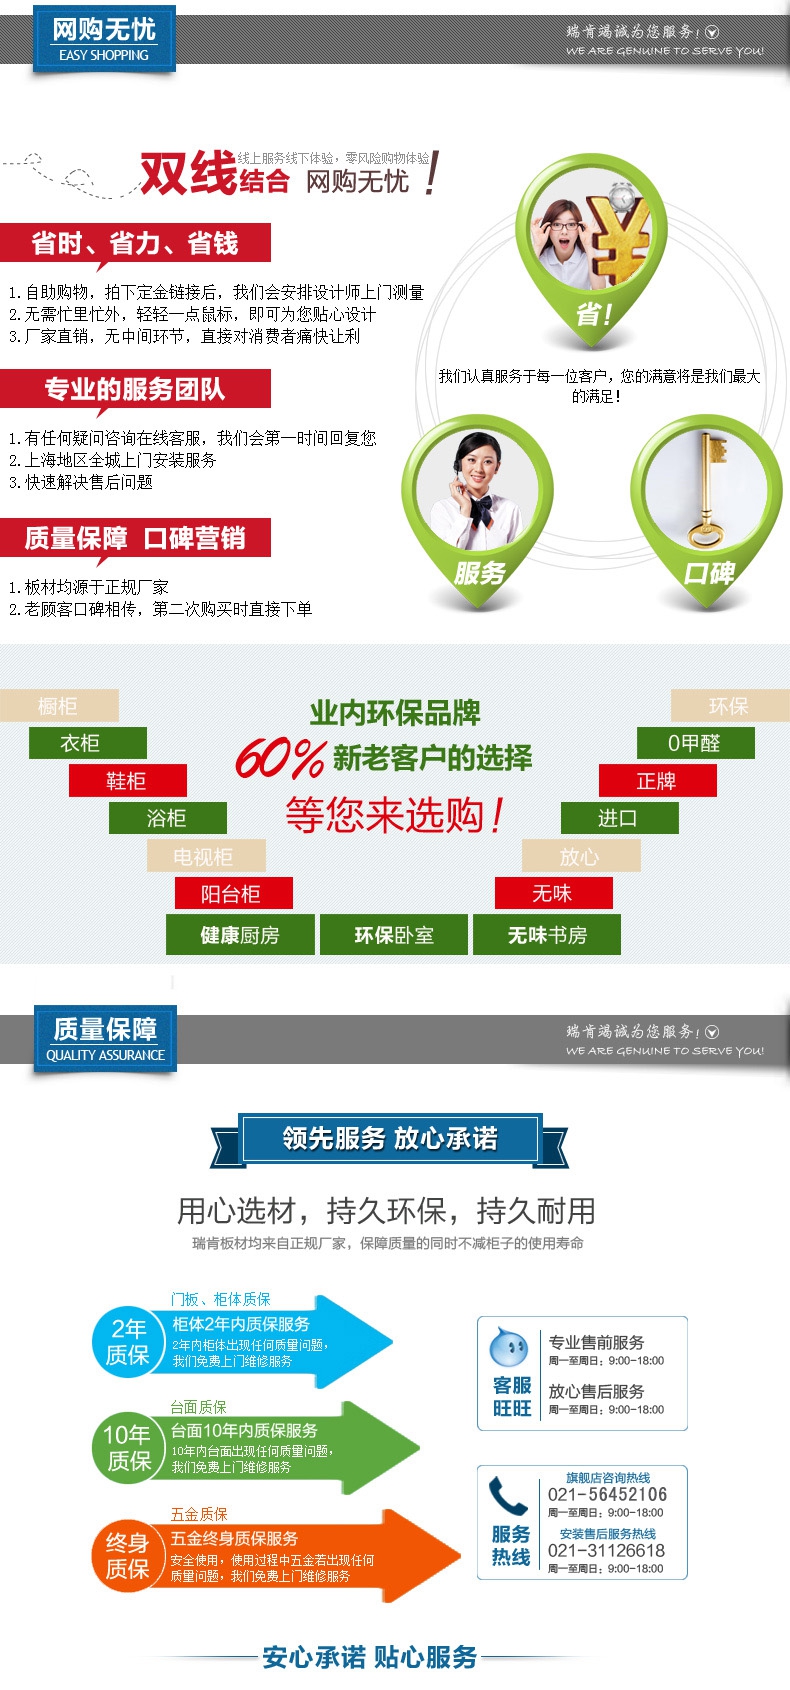 网购无忧
EASY SHOPPING
瑞肯竭诚为您服务!
WE ARE GENUINE TO SERVE YOU!
线上服务线下体验，零风险购物体验
双线结合 网购无忧!
省时、省力、省钱
1.自助购物，拍下定金链接后，我们会安排设计师上门测量
2.无需忙里忙外，轻轻一点鼠标，即可为您贴心设计
3.厂家直销，无中间环节，直接对消费者痛快让利
省!
专业的服务团队
1.有任何疑问咨询在线客服，我们会第一时间回复您
2.上海地区全城上门安装服务
3.快速解决售后问题
我们认真服务于每一位客户，您的满意将是我们最大
的满足!
质量保障 口碑营销
1.板材均源于正规厂家
2.老顾客口碑相传，第二次购买时直接下单
服务
口碑
橱柜
衣柜
鞋柜
浴柜
电视柜
阳台柜
业内环保品牌
60%新老客户的选择
等您来选购!
环保
0甲醛
正牌
进口
放心
无味
健康厨房
环保卧室
无味书房
质量保障
QUALITY ASSURANCE
瑞肯竭诚为您服务!
WE ARE GENUINE TO SERVE YOU!
领先服务 放心承诺
用心选材，持久环保，持久耐用
瑞肯板材均来自正规厂家，保障质量的同时不减柜子的使用寿命
门板、柜体质保
2年
质保
柜体2年内质保服务
2年内柜体出现任何质量问题，
我们免费上门维修服务
台面质保
10年
质保
台面10年内质保服务
10年内台面出现任何质量问题，
我们免费上门维修服务
五金质保
终身
质保
五金终身质保服务
安全使用，使用过程中五金若出现任何
质量问题，我们免费上门维修服务
客服
旺旺
专业售前服务
周一至周日：9:00-18:00
放心售后服务
周一至周日：9:00-18:00
服务
热线
旗舰店咨询热线
021-56452106
周一至周日：9:00-18:00
安装售后服务热线
021-31126618
周一至周日：9:00-18:00
安心承诺 贴心服务